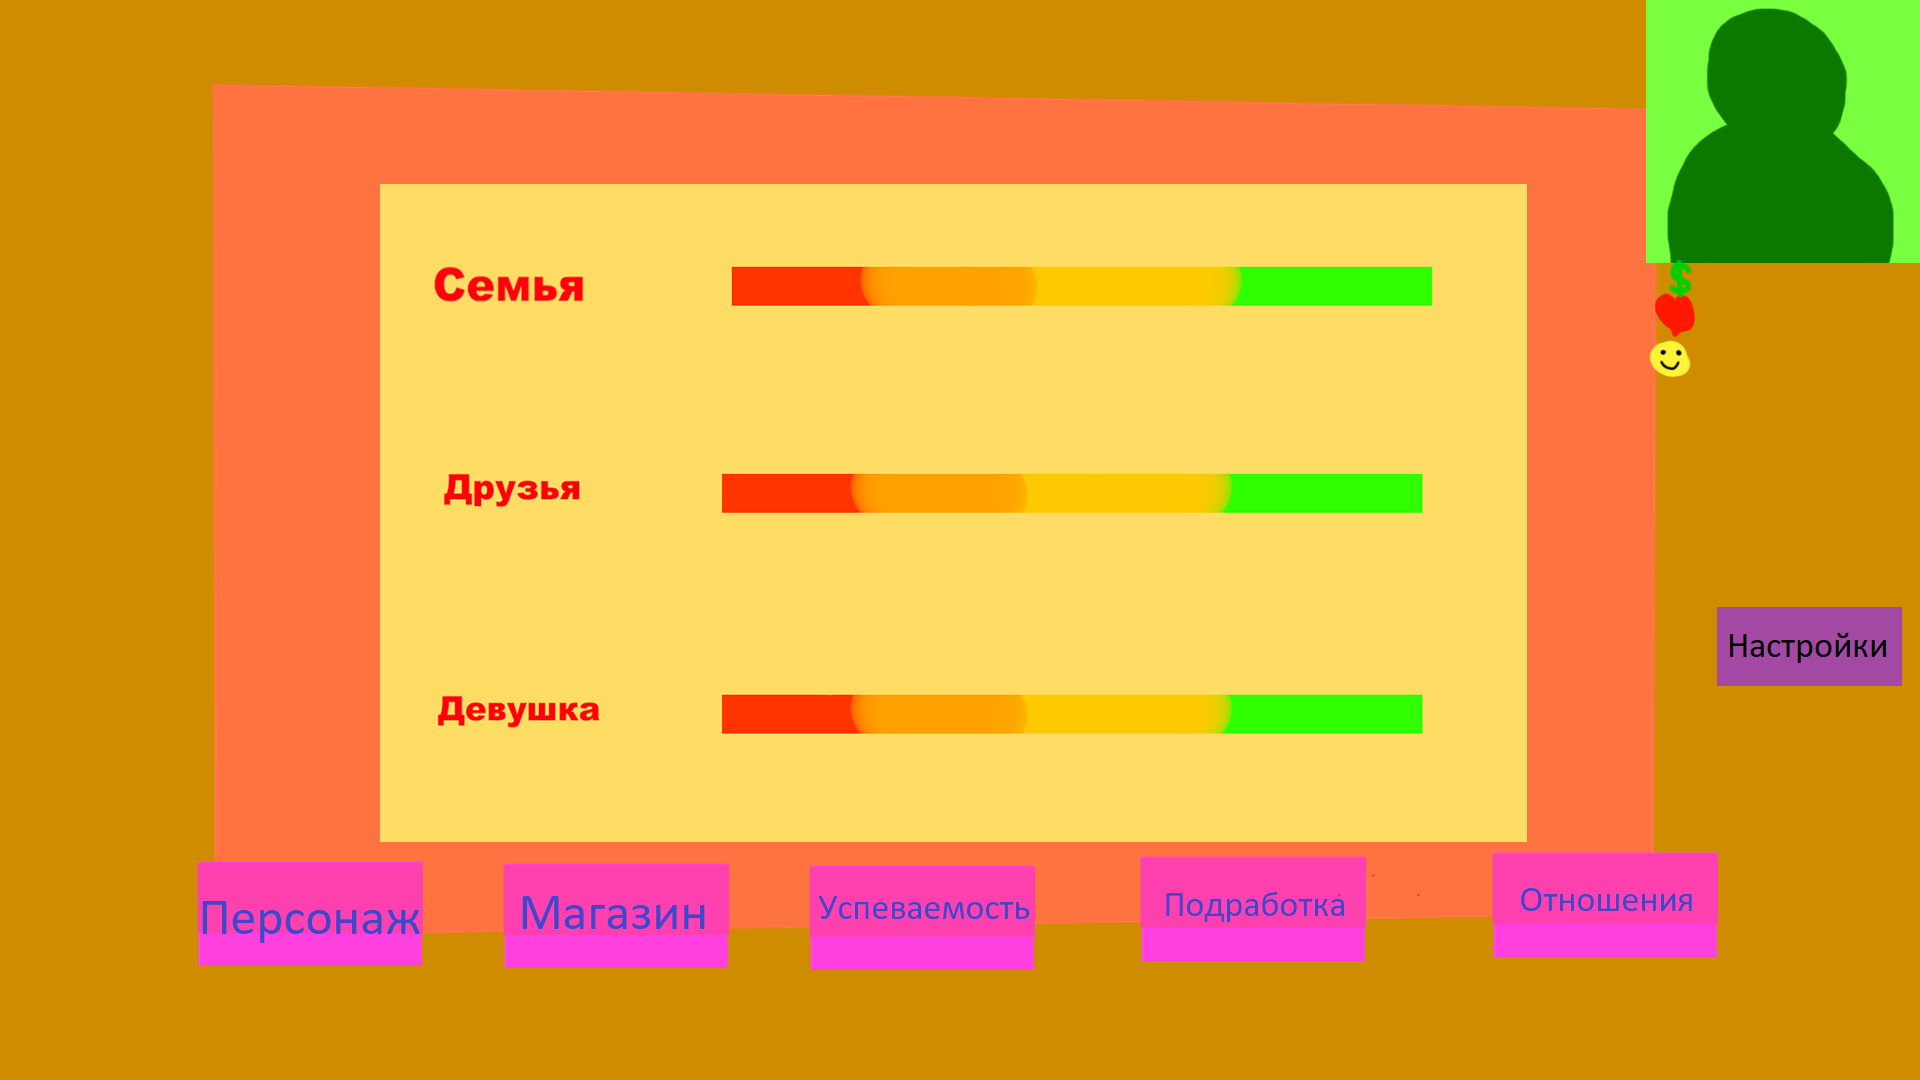 Семья
$
Друзья
Настройки
Девушка
Персонаж
Магазин
Успеваемость
Подработка
Отношения